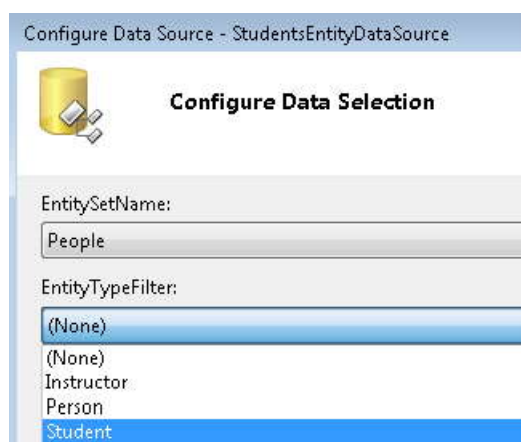 Configure Data Source - StudentsEntityDataSource
Configure Data Selection
EntitySetName:
People
EntityTypeFilter:
(None)
(None)
Instructor
Person
Student